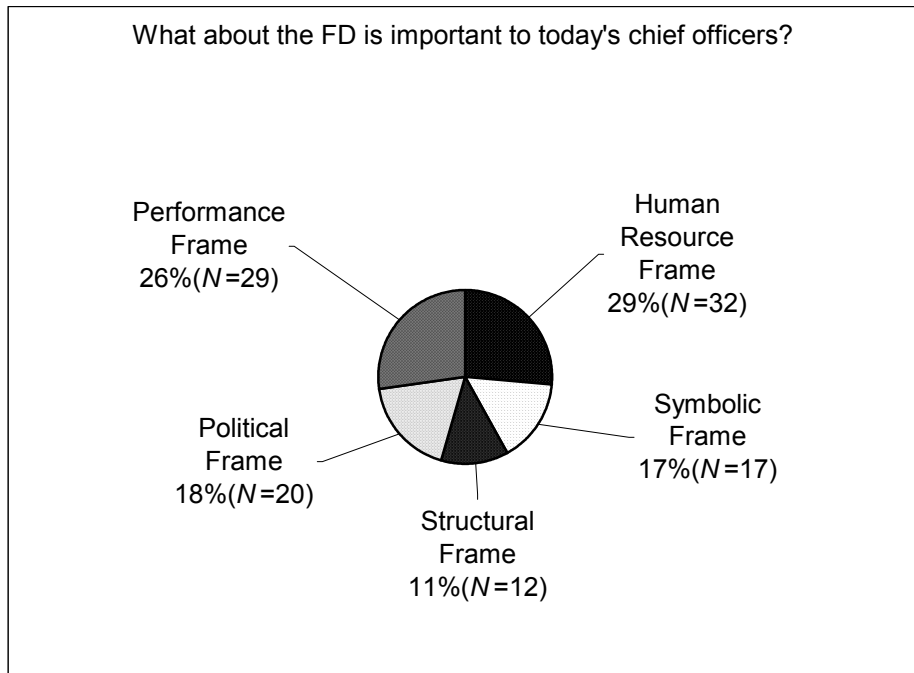 What about the FD is important to today's chief officers?
Performance
Frame
26%(N=29)
Human
Resource
Frame
29%(N=32)
Political
Frame
18%(N=20)
Symbolic
Frame
17%(N=17)
Structural
Frame
11%(N=12)